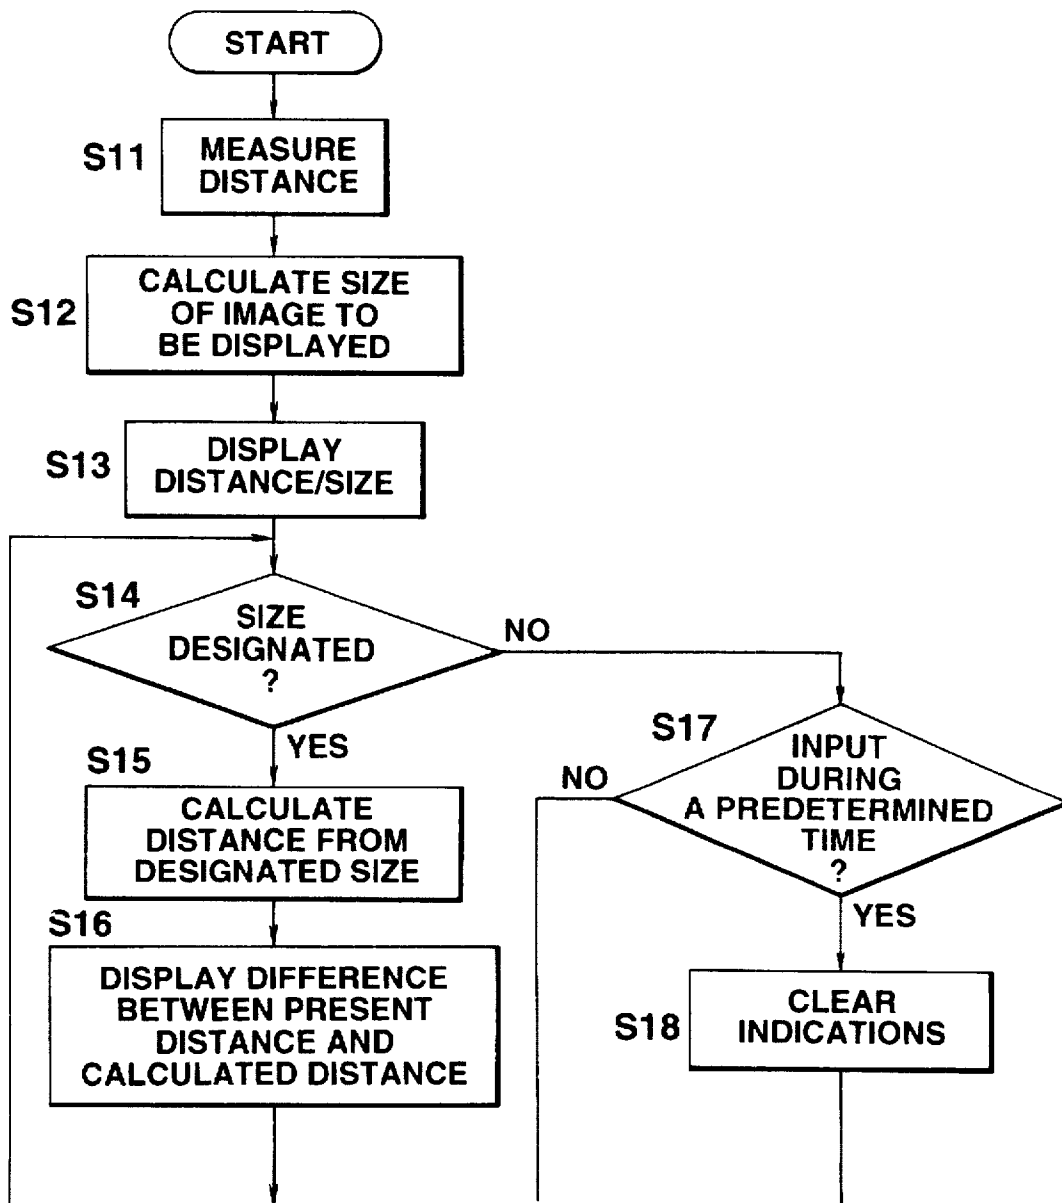 START
S11
MEASURE
DISTANCE
S12
CALCULATE SIZE
OF IMAGE TO
BE DISPLAYED
S13
DISPLAY
DISTANCE/SIZE
S14
SIZE
DESIGNATED
?
NO
YES
S15
CALCULATE
DISTANCE FROM
DESIGNATED SIZE
S16
DISPLAY DIFFERENCE
BETWEEN PRESENT
DISTANCE AND
CALCULATED DISTANCE
S17
NO
INPUT
DURING
A PREDETERMINED
TIME
?
YES
S18
CLEAR
INDICATIONS